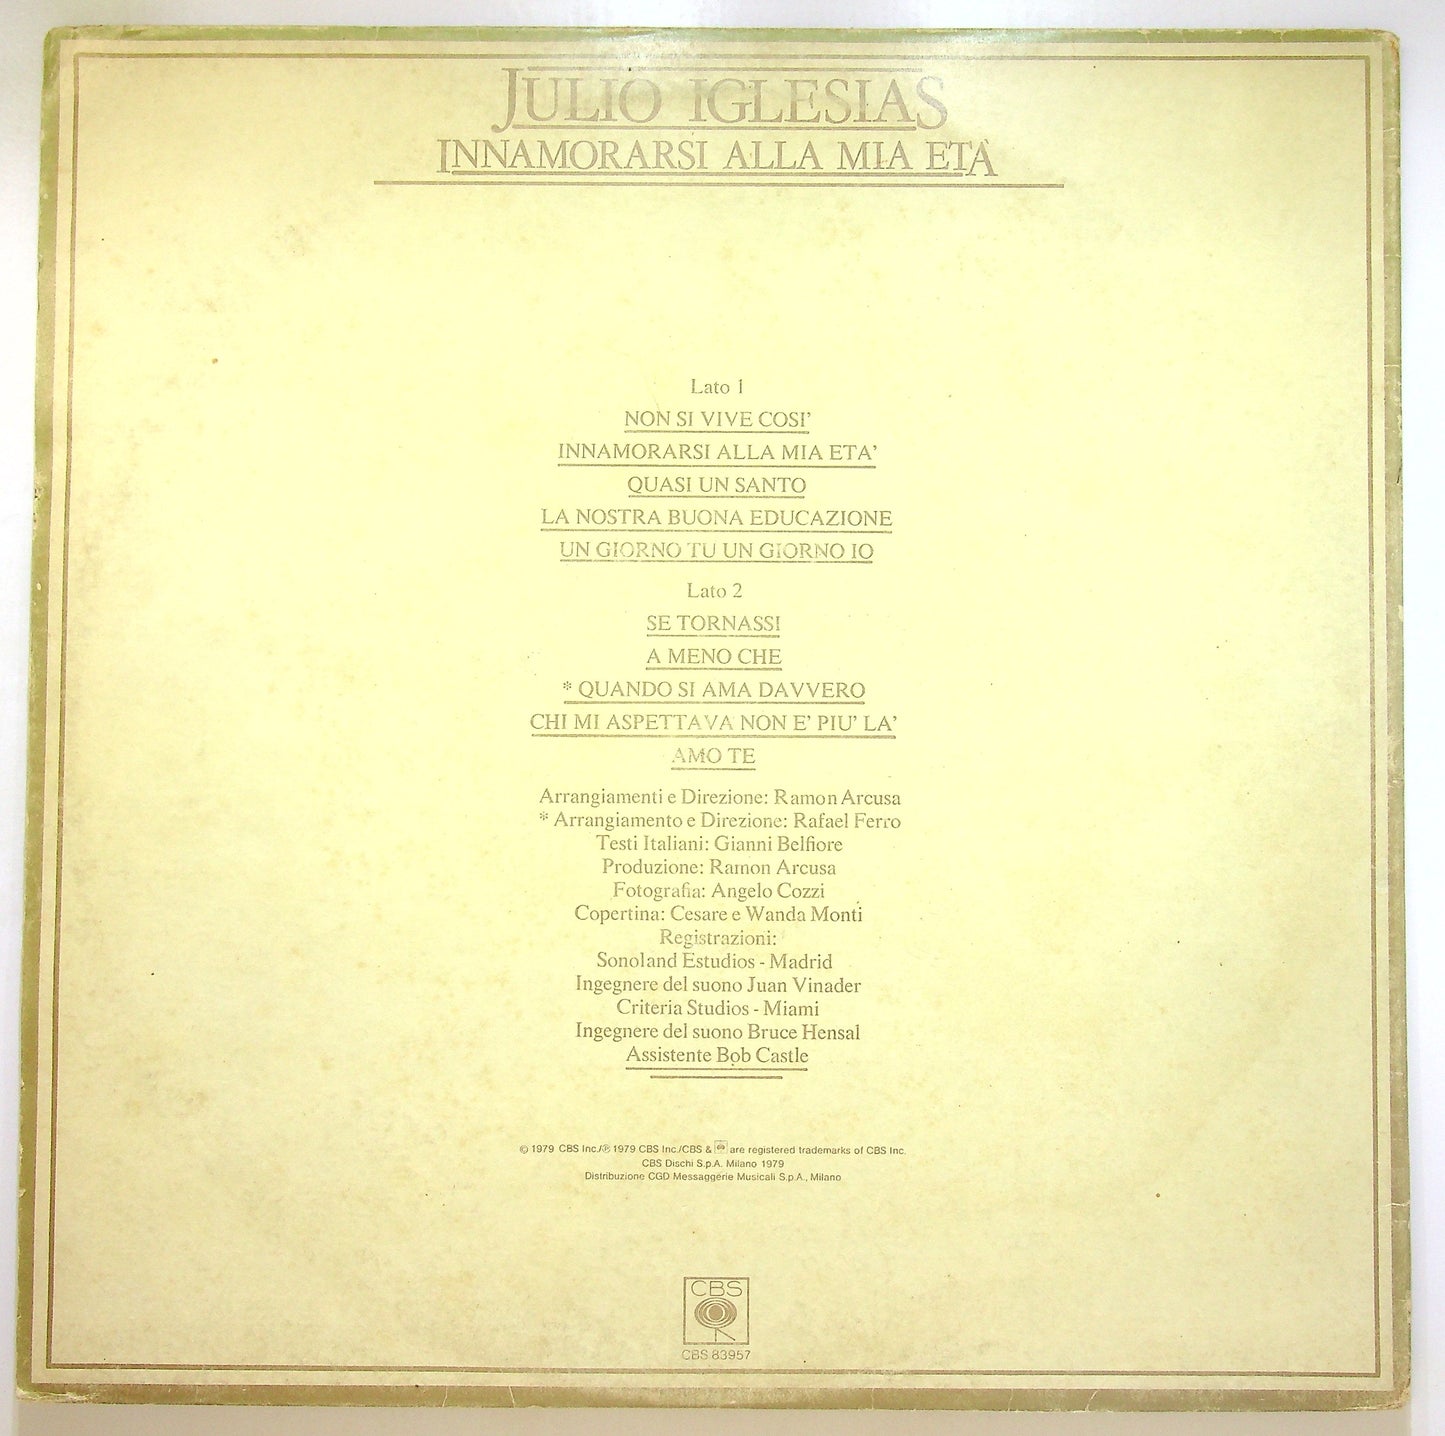 JULIO IGLESIAS
INNAMORARSI ALLA MIA ETÀ
Lato 1
NON SI VIVE COSI'
INNAMORARSI ALLA MIA ETA'
QUASI UN SANTO
LA NOSTRA BUONA EDUCAZIONE
UN GIORNO TU UN GIORNO IO
Lato 2
SE TORNASSI
A MENO CHE
* QUANDO SI AMA DAVVERO
CHI MI ASPETTAVA NON E' PIU' LA'
AMO TE
Arrangiamenti e Direzione: Ramon Arcusa
* Arrangiamento e Direzione: Rafael Ferro
Testi Italiani: Gianni Belfiore
Produzione: Ramon Arcusa
Fotografia: Angelo Cozzi
Copertina: Cesare e Wanda Monti
Registrazioni:
Sonoland Estudios - Madrid
Ingegnere del suono Juan Vinader
Criteria Studios - Miami
Ingegnere del suono Bruce Hensal
Assistente Bob Castle
© 1979 CBS Inc./℗ 1979 CBS Inc./CBS & are registered trademarks of CBS Inc.
CBS Dischi S.p.A. Milano 1979
Distribuzione CGD Messaggerie Musicali S.p.A., Milano
CBS
CBS 83957